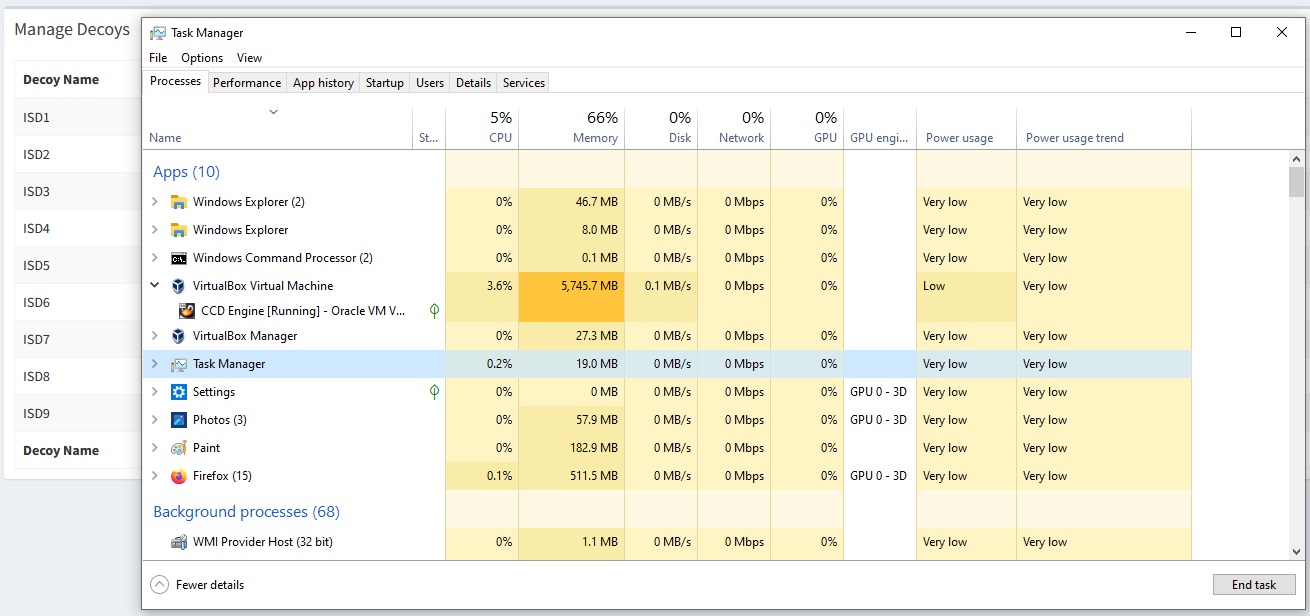 Manage Decoys
Decoy Name
ISD1
ISD2
ISD3
ISD4
ISD5
ISD6
ISD7
ISD8
ISD9
Decoy Name
Task Manager
File Options View
Processes Performance App history Startup Users Details Services
5% 66% 0% 0% 0%
Name St... CPU Memory Disk Network GPU GPU engi... Power usage Power usage trend
Apps (10)
Windows Explorer (2) 0% 46.7 MB 0 MB/s 0 Mbps 0% Very low Very low
Windows Explorer 0% 8.0 MB 0 MB/s 0 Mbps 0% Very low Very low
Windows Command Processor (2) 0% 0.1 MB 0 MB/s 0 Mbps 0% Very low Very low
VirtualBox Virtual Machine 3.6% 5,745.7 MB 0.1 MB/s 0 Mbps 0% Low Very low
CCD Engine [Running] - Oracle VM V...
VirtualBox Manager 0% 27.3 MB 0 MB/s 0 Mbps 0% Very low Very low
Task Manager 0.2% 19.0 MB 0 MB/s 0 Mbps 0% Very low Very low
Settings 0% 0 MB 0 MB/s 0 Mbps 0% GPU 0 - 3D Very low Very low
Photos (3) 0% 57.9 MB 0 MB/s 0 Mbps 0% GPU 0 - 3D Very low Very low
Paint 0% 182.9 MB 0 MB/s 0 Mbps 0% Very low Very low
Firefox (15) 0.1% 511.5 MB 0 MB/s 0 Mbps 0% GPU 0 - 3D Very low Very low
Background processes (68)
WMI Provider Host (32 bit) 0% 1.1 MB 0 MB/s 0 Mbps 0% Very low Very low
Fewer details
End task